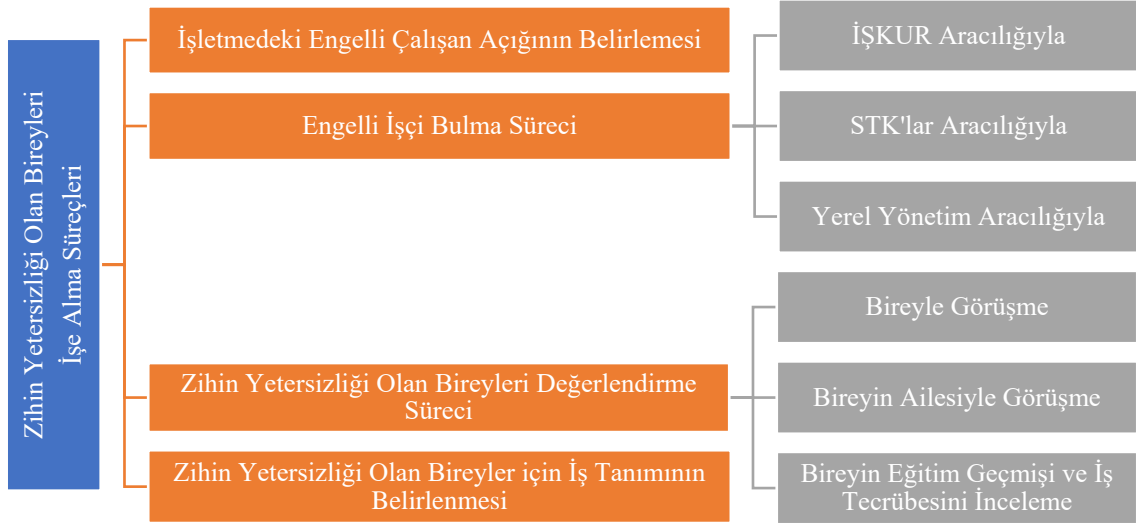 Zihin Yetersizliği Olan Bireyleri
İşe Alma Süreçleri
İşletmedeki Engelli Çalışan Açığının Belirlemesi
Engelli İşçi Bulma Süreci
İŞKUR Aracılığıyla
STK'lar Aracılığıyla
Yerel Yönetim Aracılığıyla
Zihin Yetersizliği Olan Bireyleri Değerlendirme
Süreci
Bireyle Görüşme
Bireyin Ailesiyle Görüşme
Bireyin Eğitim Geçmişi ve İş
Tecrübesini İnceleme
Zihin Yetersizliği Olan Bireyler için İş Tanımının
Belirlenmesi